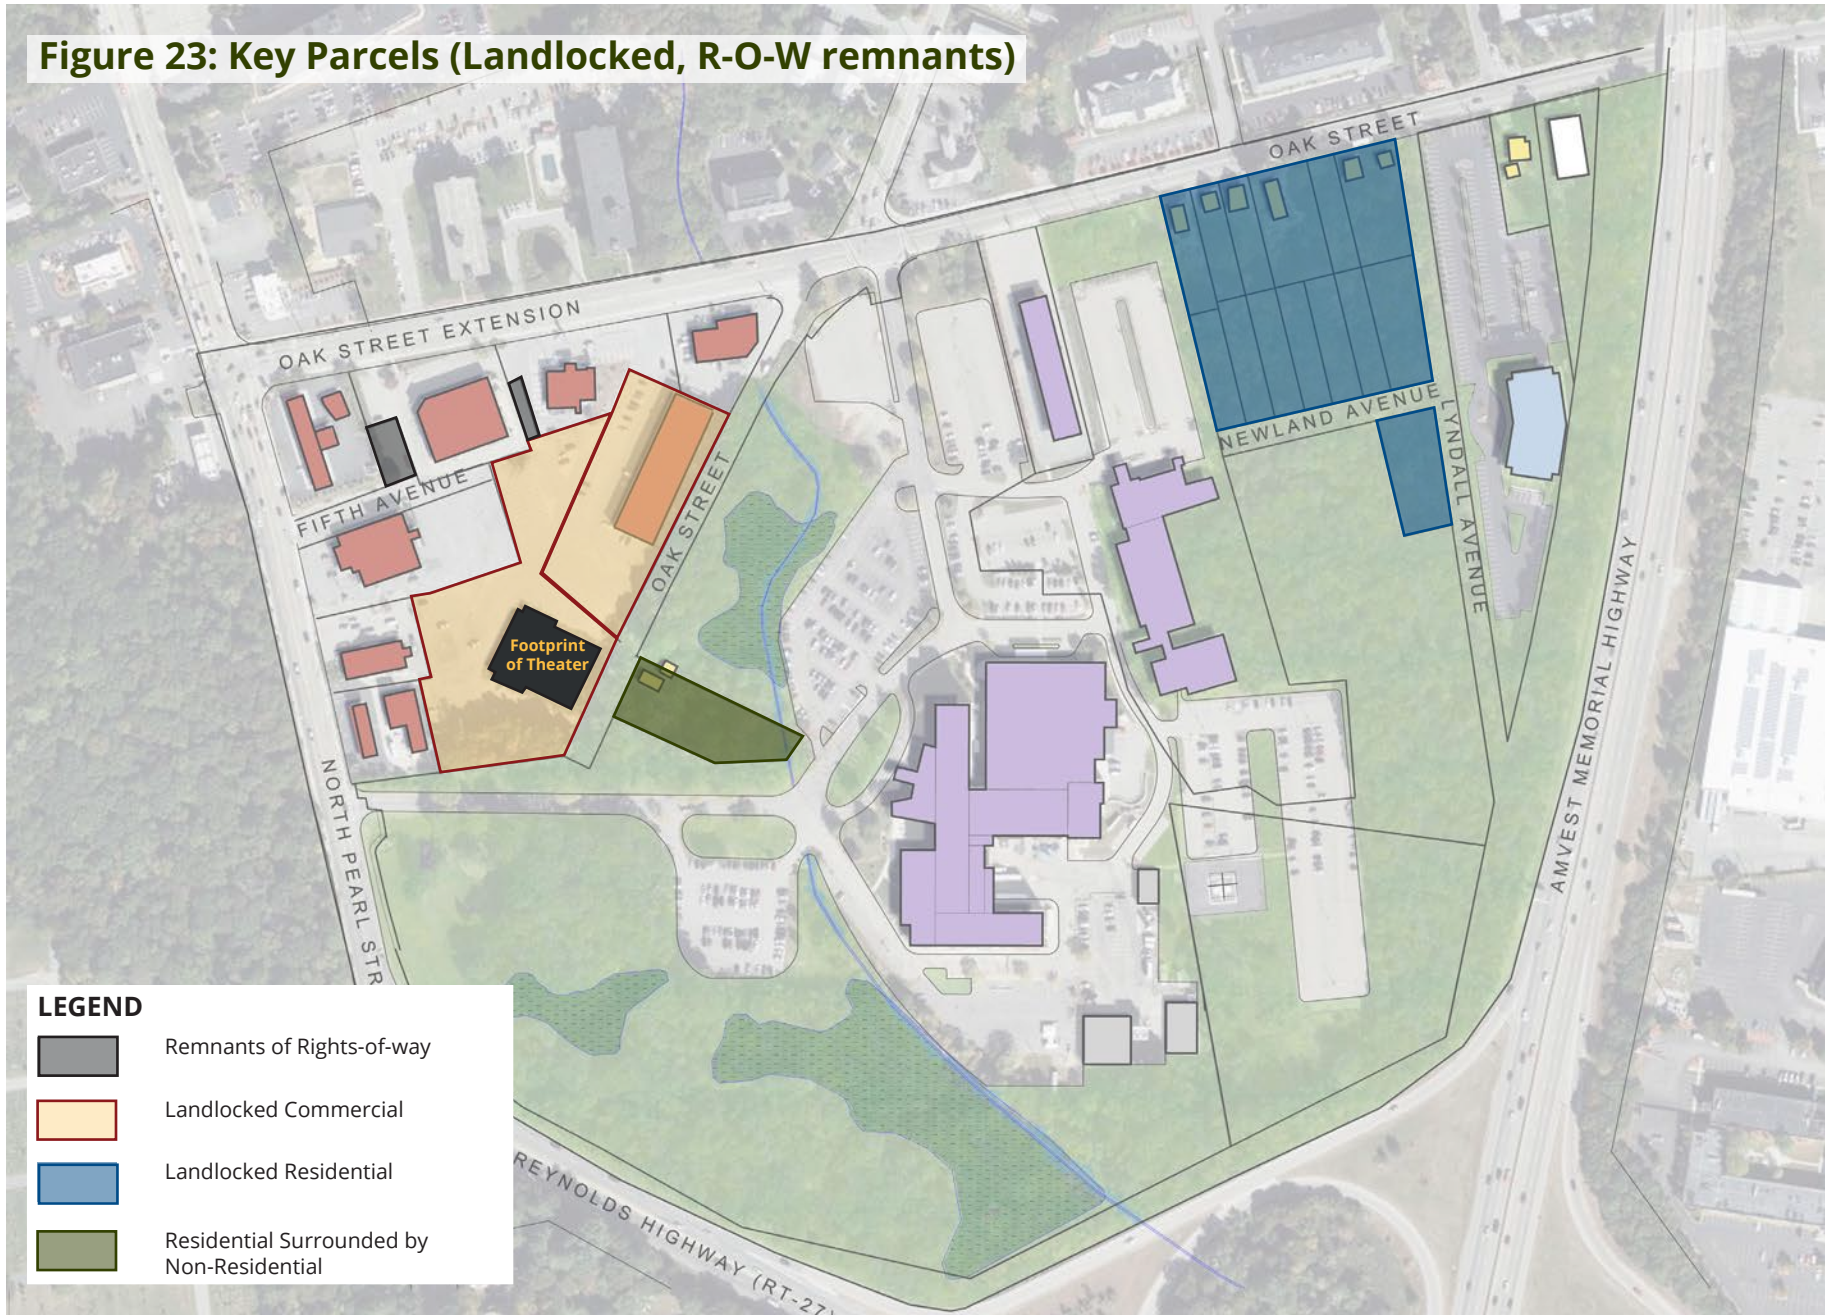 Figure 23: Key Parcels (Landlocked, R-O-W remnants)
OAK STREET
OAK STREET EXTENSION
NEWLAND AVENUE
LYNDALL AVENUE
FIFTH AVENUE
OAK STREET
Footprint
of Theater
AMVEST MEMORIAL HIGHWAY
NORTH PEARL STR
LEGEND
Remnants of Rights-of-way
Landlocked Commercial
Landlocked Residential
Residential Surrounded by
Non-Residential
REYNOLDS HIGHWAY (RT-27)